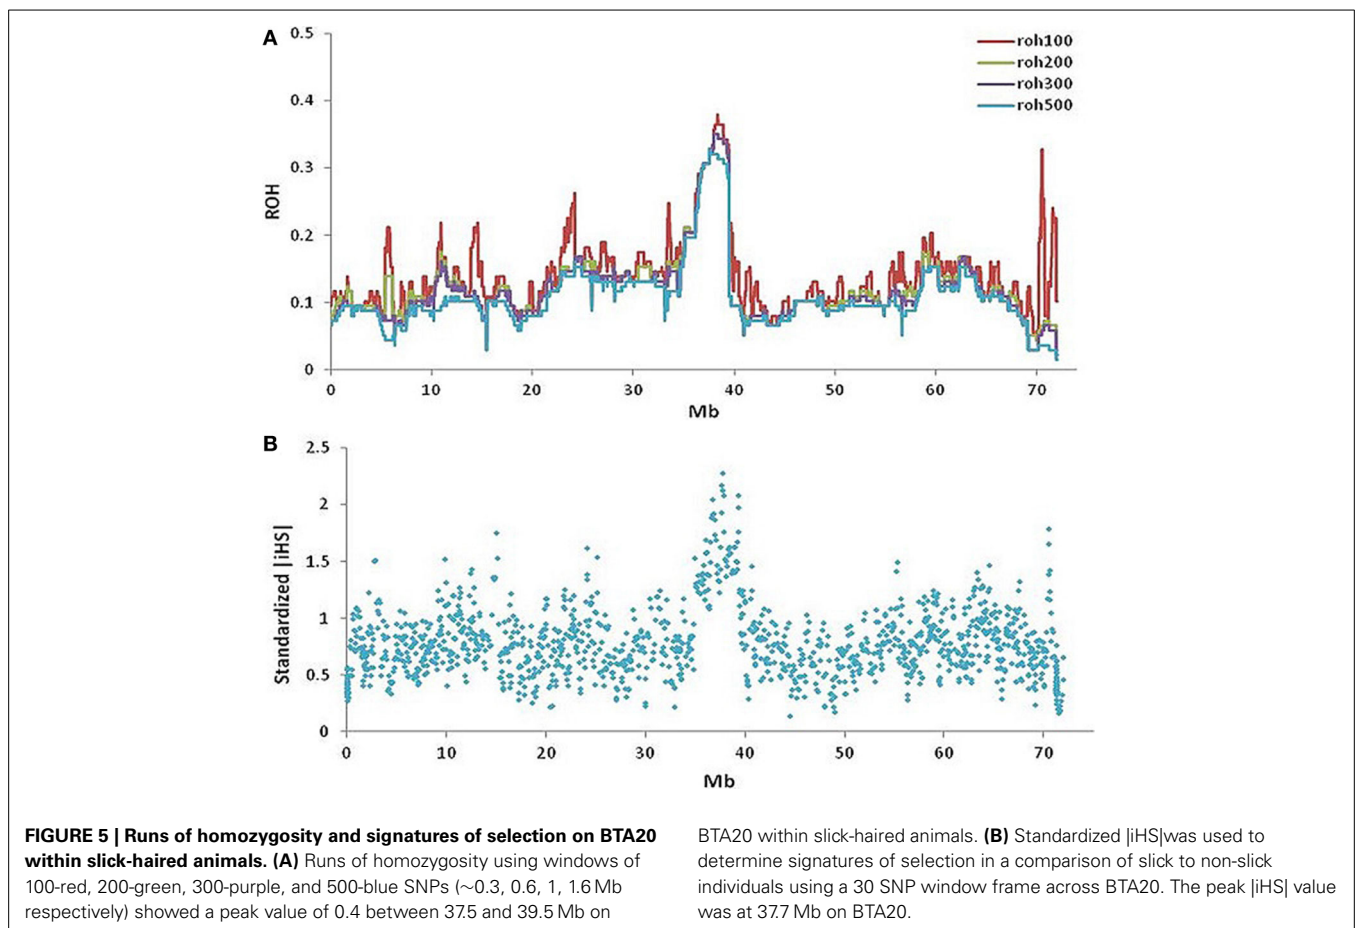 A
0.5
0.4
0.3
0.2
0.1
0
ROH
roh100
roh200
roh300
roh500
0 10 20 30 40 50 60 70
Mb
B
2.5
2
1.5
1
0.5
0
Standardized |iHS|
0 10 20 30 40 50 60 70
Mb
FIGURE 5 | Runs of homozygosity and signatures of selection on BTA20
within slick-haired animals. (A) Runs of homozygosity using windows of
100-red, 200-green, 300-purple, and 500-blue SNPs (~0.3, 0.6, 1, 1.6 Mb
respectively) showed a peak value of 0.4 between 37.5 and 39.5 Mb on
BTA20 within slick-haired animals. (B) Standardized |iHS|was used to
determine signatures of selection in a comparison of slick to non-slick
individuals using a 30 SNP window frame across BTA20. The peak |iHS| value
was at 37.7 Mb on BTA20.